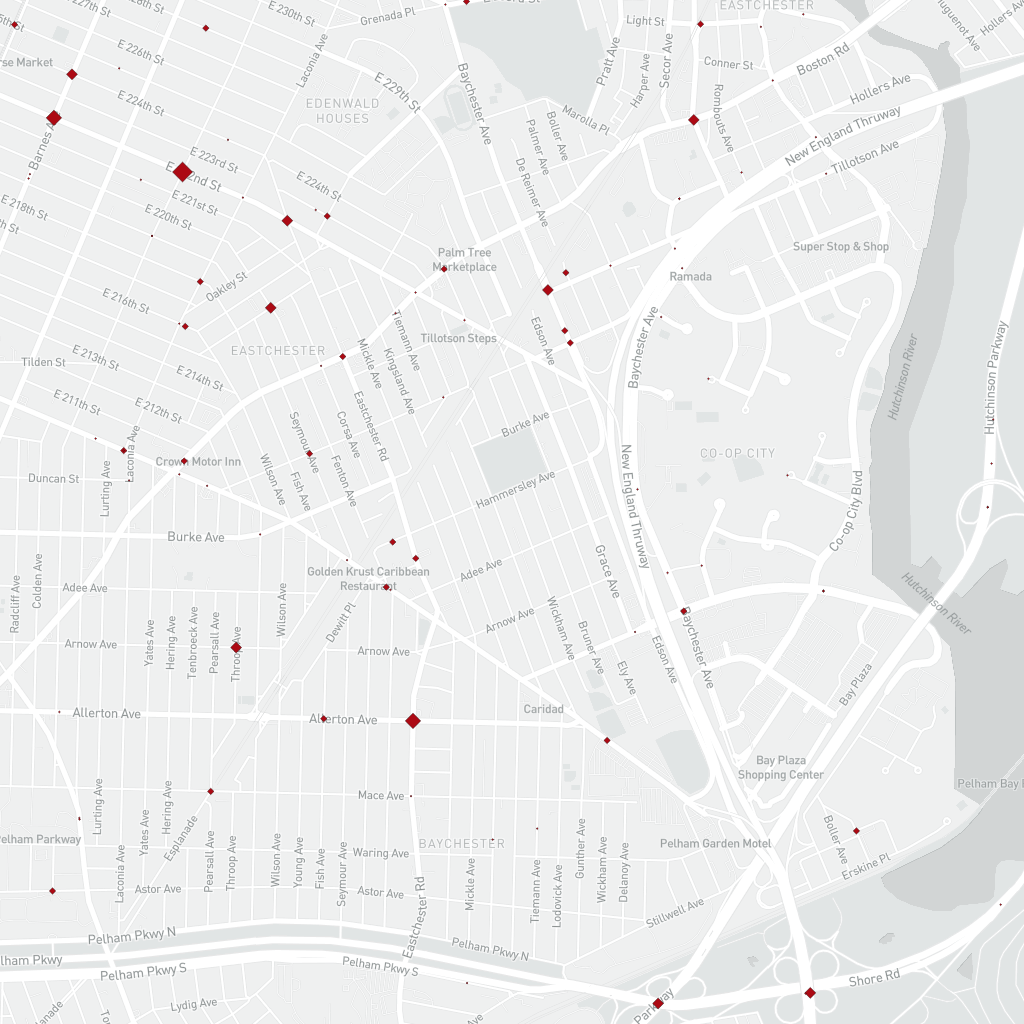 E 227th St
E 230th St
Grenada Pl
EASTCHESTER
Light St
Pratt Ave
Secor Ave
Harper Ave
Conner St
Boston Rd
Hollers Ave
Hollers Ave
E 226th St
Laconia Ave
E 229th St
Baychester Ave
EDENWALD
HOUSES
Marolla Pl
Boller Ave
Palmer Ave
De Reimer Ave
Rombouts Ave
New England Thruway
Tillotson Ave
E 224th St
E 223rd St
E 224th St
E 221st St
E 220th St
E 218th St
Palm Tree
Marketplace
Super Stop & Shop
Ramada
Oakley St
E 216th St
Tilden St
E 213th St
E 214th St
EASTCHESTER
Tiemann Ave
Mickle Ave
Kingsland Ave
Tillotson Steps
Edson Ave
Baychester Ave
Hutchinson River
Hutchinson Parkway
E 211th St
E 212th St
Laconia Ave
Lurting Ave
Crown Motor Inn
Duncan St
Seymour Ave
Corsa Ave
Eastchester Rd
Wilson Ave
Fish Ave
Fenton Ave
Burke Ave
Hammersley Ave
New England Thruway
CO-OP CITY
Co-op City Blvd
Burke Ave
Radcliff Ave
Colden Ave
Adee Ave
Wilson Ave
Golden Krust Caribbean
Restaurant
Adee Ave
Grace Ave
Hutchinson River
Arnow Ave
Yates Ave
Hering Ave
Tenbroeck Ave
Pearsall Ave
Throop Ave
Dewitt Pl
Arnow Ave
Arnow Ave
Wickham Ave
Bruner Ave
Ely Ave
Edson Ave
Baychester Ave
Bay Plaza
Allerton Ave
Allerton Ave
Caridad
Bay Plaza
Shopping Center
Pelham Bay
Mace Ave
Lurting Ave
Pelham Parkway
Yates Ave
Hering Ave
Esplanade
Laconia Ave
Astor Ave
Pearsall Ave
Throop Ave
Wilson Ave
Young Ave
Fish Ave
Seymour Ave
Waring Ave
Astor Ave
BAYCHESTER
Mickle Ave
Tiemann Ave
Lodovick Ave
Gunther Ave
Wickham Ave
Delanoy Ave
Pelham Garden Motel
Boller Ave
Erskine Pl
Stillwell Ave
Eastchester Rd
Pelham Pkwy N
Pelham Pkwy N
Pelham Pkwy S
Pelham Pkwy S
Lydig Ave
Shore Rd